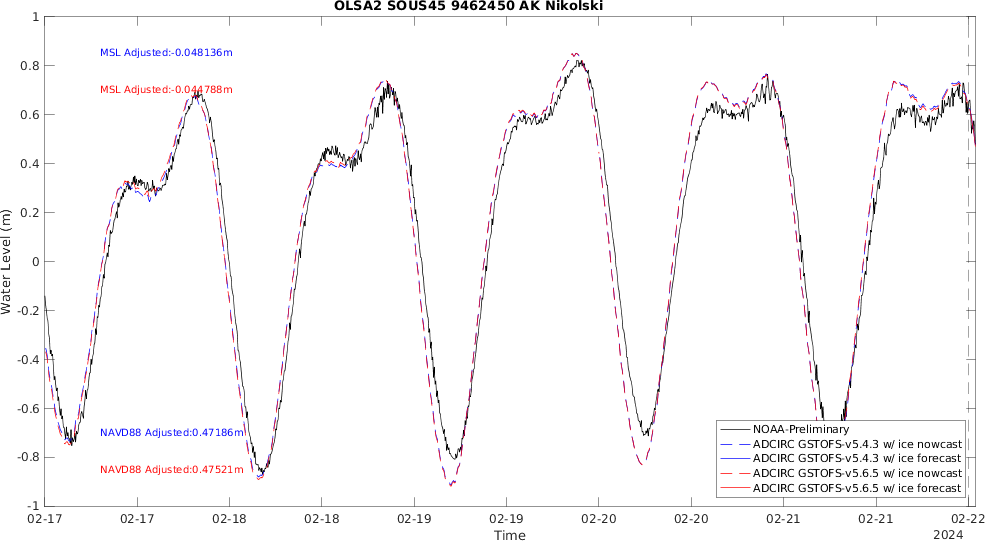 OLSA2 SOUS45 9462450 AK Nikolski
1
0.8
0.6
0.4
0.2
0
-0.2
-0.4
-0.6
-0.8
-1
Water Level (m)
MSL Adjusted:-0.048136m
MSL Adjusted:-0.044788m
NAVD88 Adjusted:0.47186m
NAVD88 Adjusted:0.47521m
NOAA-Preliminary
ADCIRC GSTOFS-v5.4.3 w/ ice nowcast
ADCIRC GSTOFS-v5.4.3 w/ ice forecast
ADCIRC GSTOFS-v5.6.5 w/ ice nowcast
ADCIRC GSTOFS-v5.6.5 w/ ice forecast
02-17 02-17 02-18 02-18 02-19 02-19 02-20 02-20 02-21 02-21 02-22
Time
2024